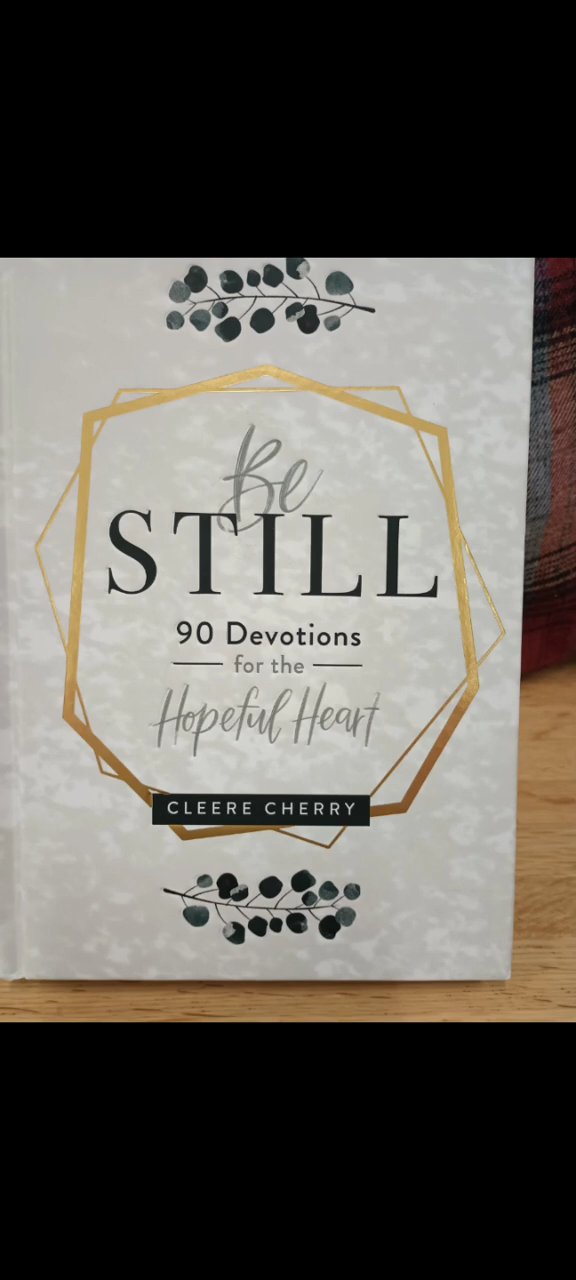 Be
STILL
90 Devotions
for the
Hopeful Heart
CLEERE CHERRY